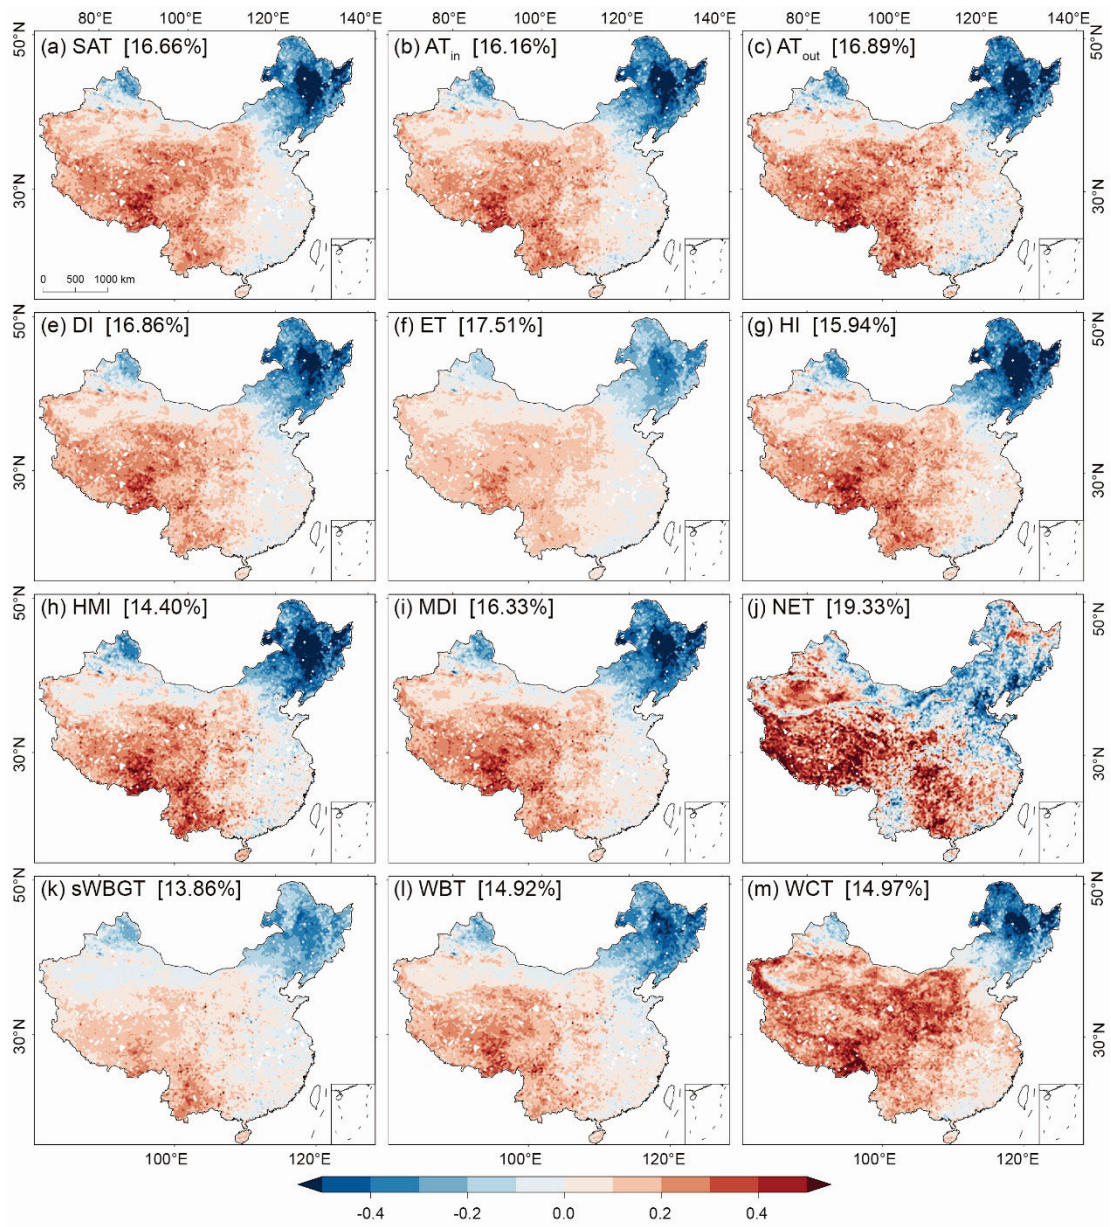 80°E 100°E 120°E 140°E 80°E 100°E 120°E 140°E 80°E 100°E 120°E 140°E
50°N (a) SAT [16.66%] (b) ATin [16.16%] (c) ATout [16.89%] 50°N
30°N 30°N
0 500 1000 km
50°N (e) DI [16.86%] (f) ET [17.51%] (g) HI [15.94%] 50°N
30°N 30°N
50°N (h) HMI [14.40%] (i) MDI [16.33%] (j) NET [19.33%] 50°N
30°N 30°N
50°N (k) sWBGT [13.86%] (l) WBT [14.92%] (m) WCT [14.97%] 50°N
30°N 30°N
100°E 120°E 100°E 120°E 100°E 120°E
-0.4 -0.2 0.0 0.2 0.4